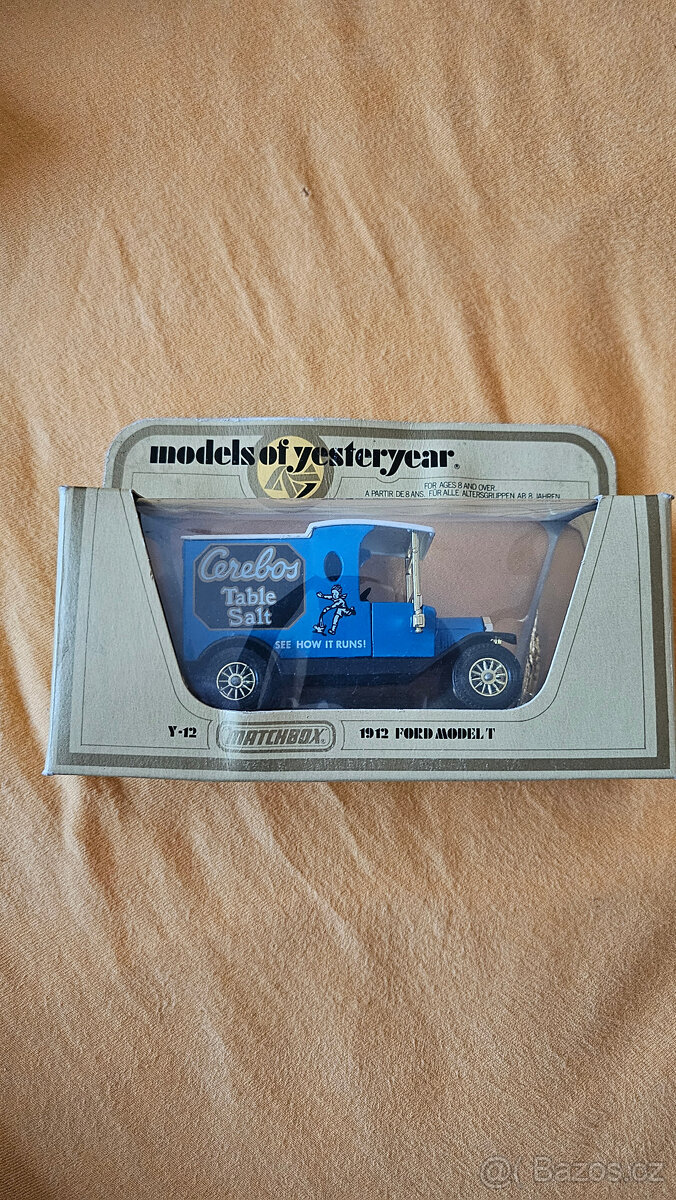 models of yesteryear®
FOR AGES 8 AND OVER.
A PARTIR DE 8 ANS. FÜR ALLE ALTERSGRUPPEN AB 8 JAHREN
Cerebos
Table
Salt
SEE HOW IT RUNS!
Y-12 MATCHBOX® 1912 FORD MODEL T
@ Bazos.cz